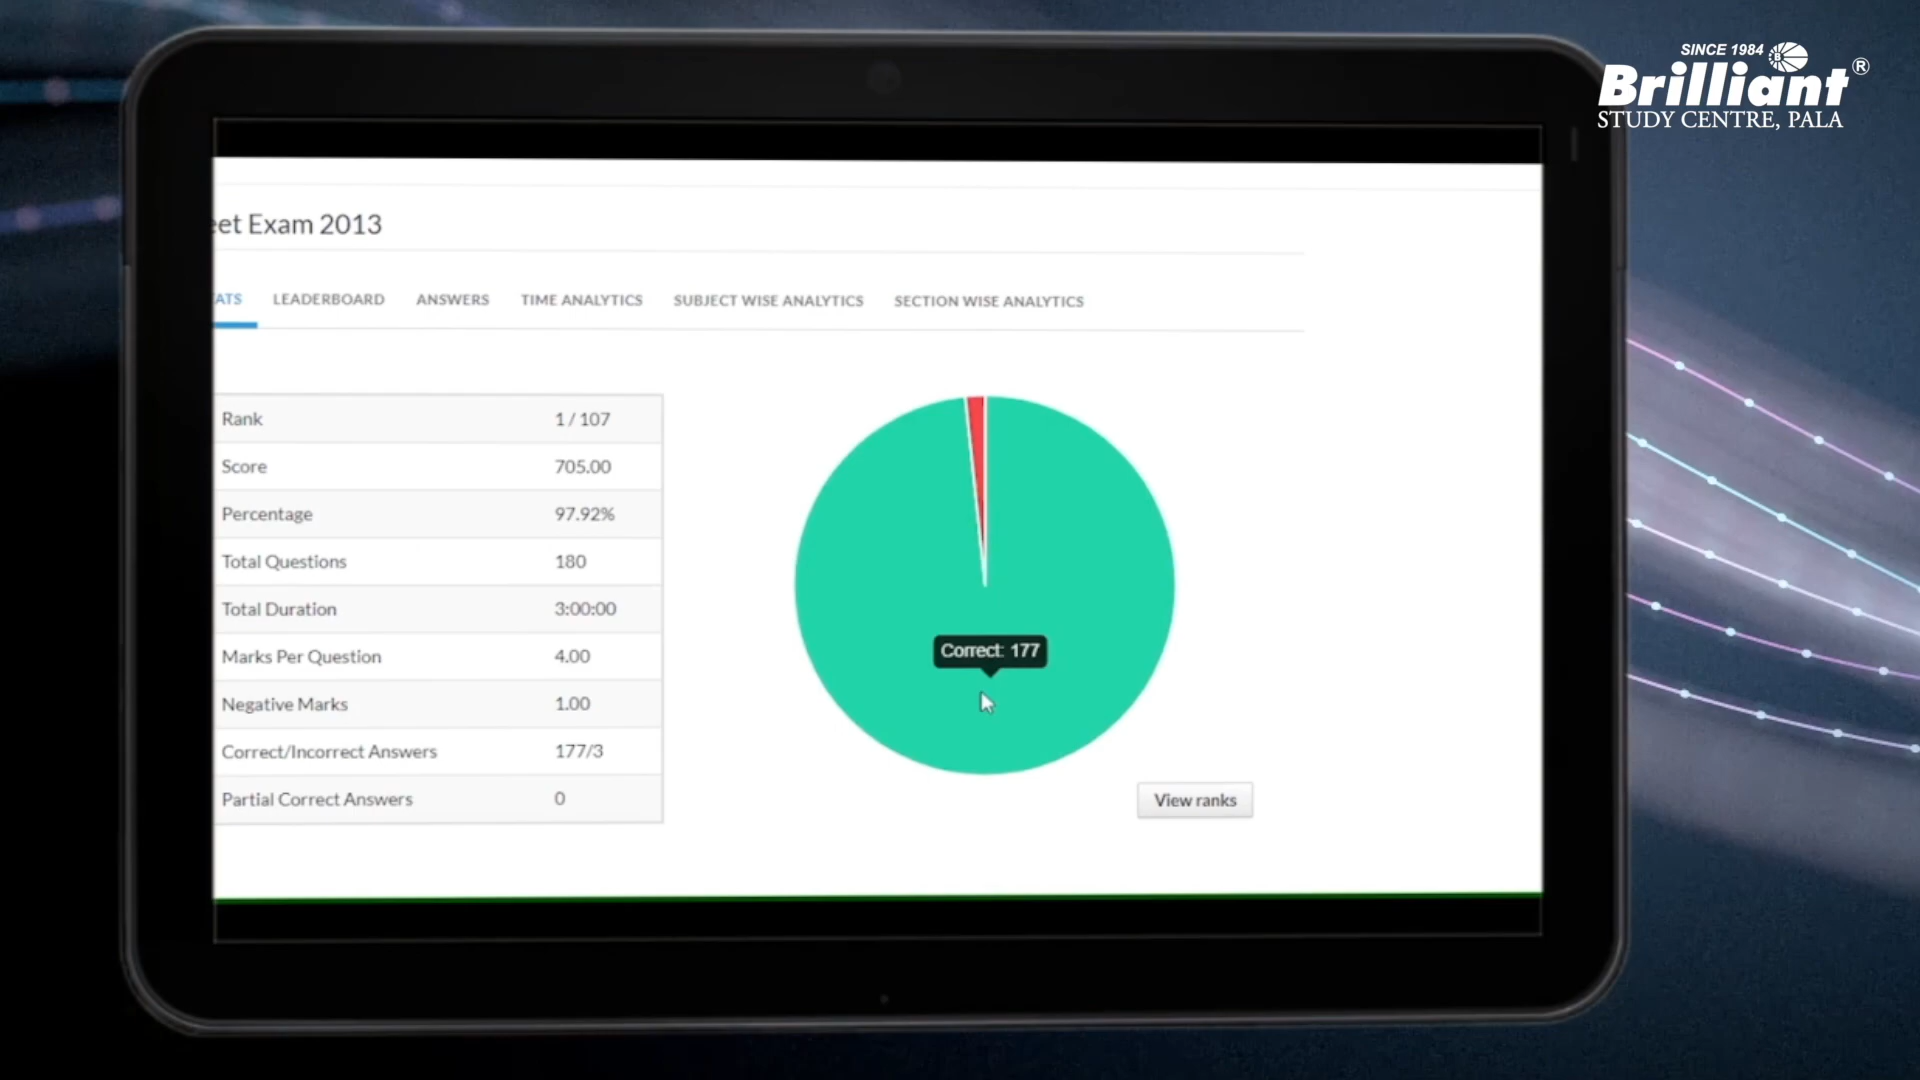 SINCE 1984
Brilliant®
STUDY CENTRE, PALA
eet Exam 2013
ATS LEADERBOARD ANSWERS TIME ANALYTICS SUBJECT WISE ANALYTICS SECTION WISE ANALYTICS
Rank 1 / 107
Score 705.00
Percentage 97.92%
Total Questions 180
Total Duration 3:00:00
Marks Per Question 4.00
Negative Marks 1.00
Correct/Incorrect Answers 177/3
Partial Correct Answers 0
Correct: 177
View ranks